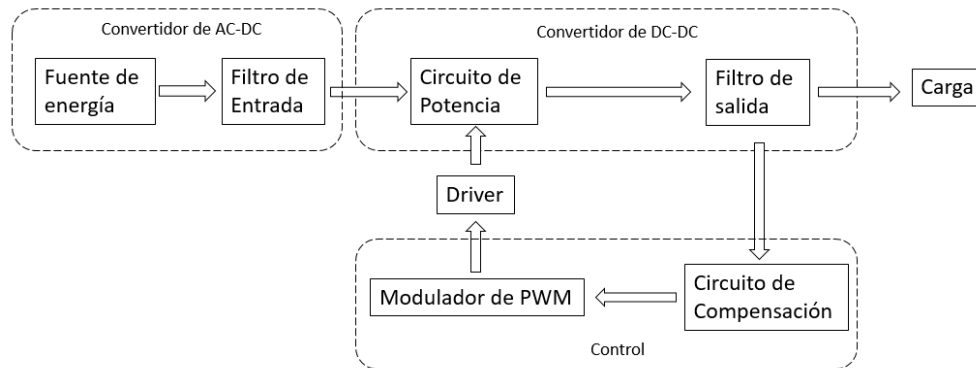 Convertidor de AC-DC
Convertidor de DC-DC
Fuente de
energía
Filtro de
Entrada
Circuito de
Potencia
Filtro de
salida
Carga
Driver
Modulador de PWM
Circuito de
Compensación
Control